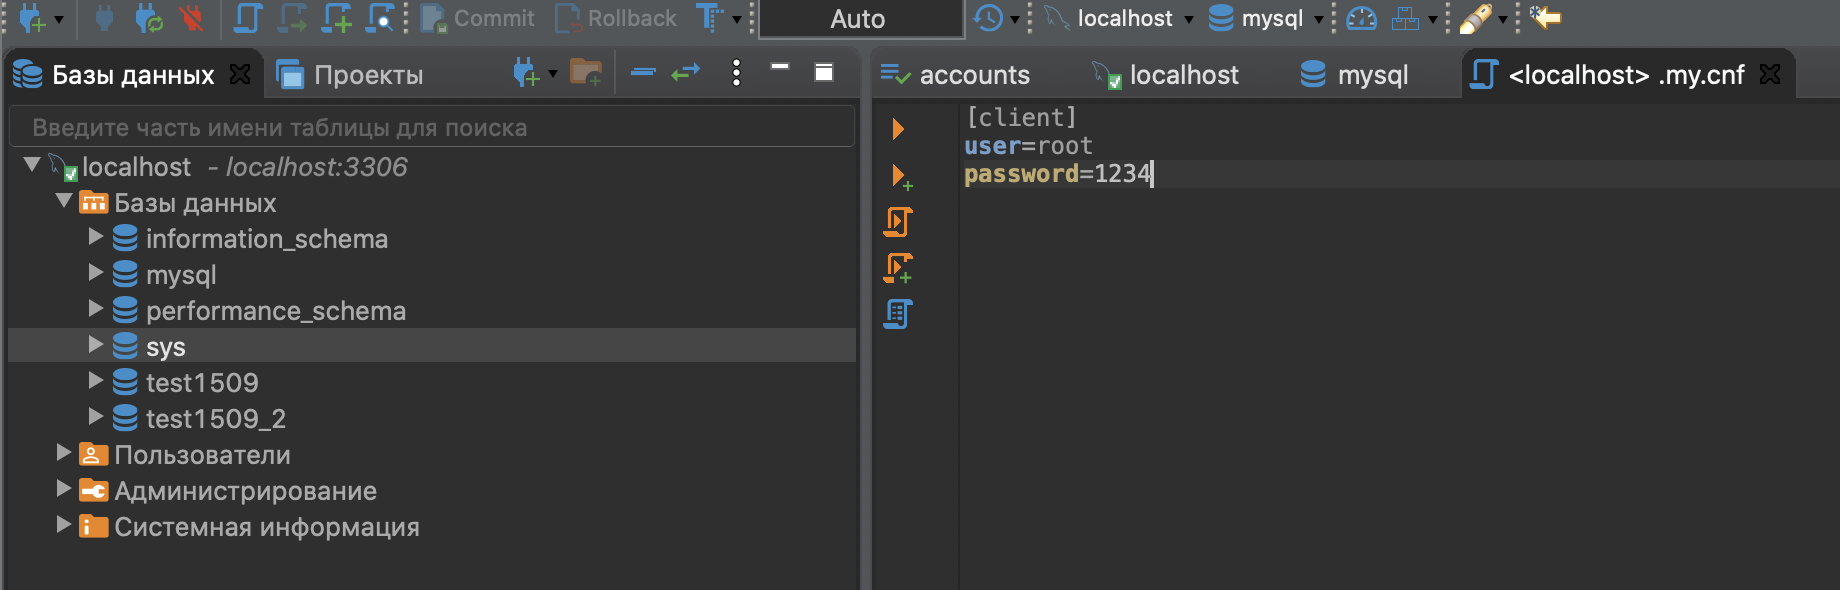 Commit Rollback Auto localhost mysql
Базы данных Проекты
accounts localhost mysql <localhost> .my.cnf
Введите часть имени таблицы для поиска
localhost - localhost:3306
Базы данных
information_schema
mysql
performance_schema
sys
test1509
test1509_2
Пользователи
Администрирование
Системная информация
[client]
user=root
password=1234